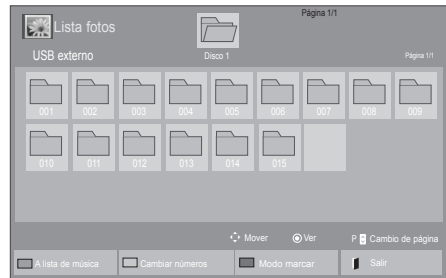 Página 1/1
Lista fotos
USB externo
Disco 1
Página 1/1
001 002 003 004 005 006 007 008 009
010 011 012 013 014 015
Mover Ver P Cambio de página
A lista de música Cambiar números Modo marcar Salir